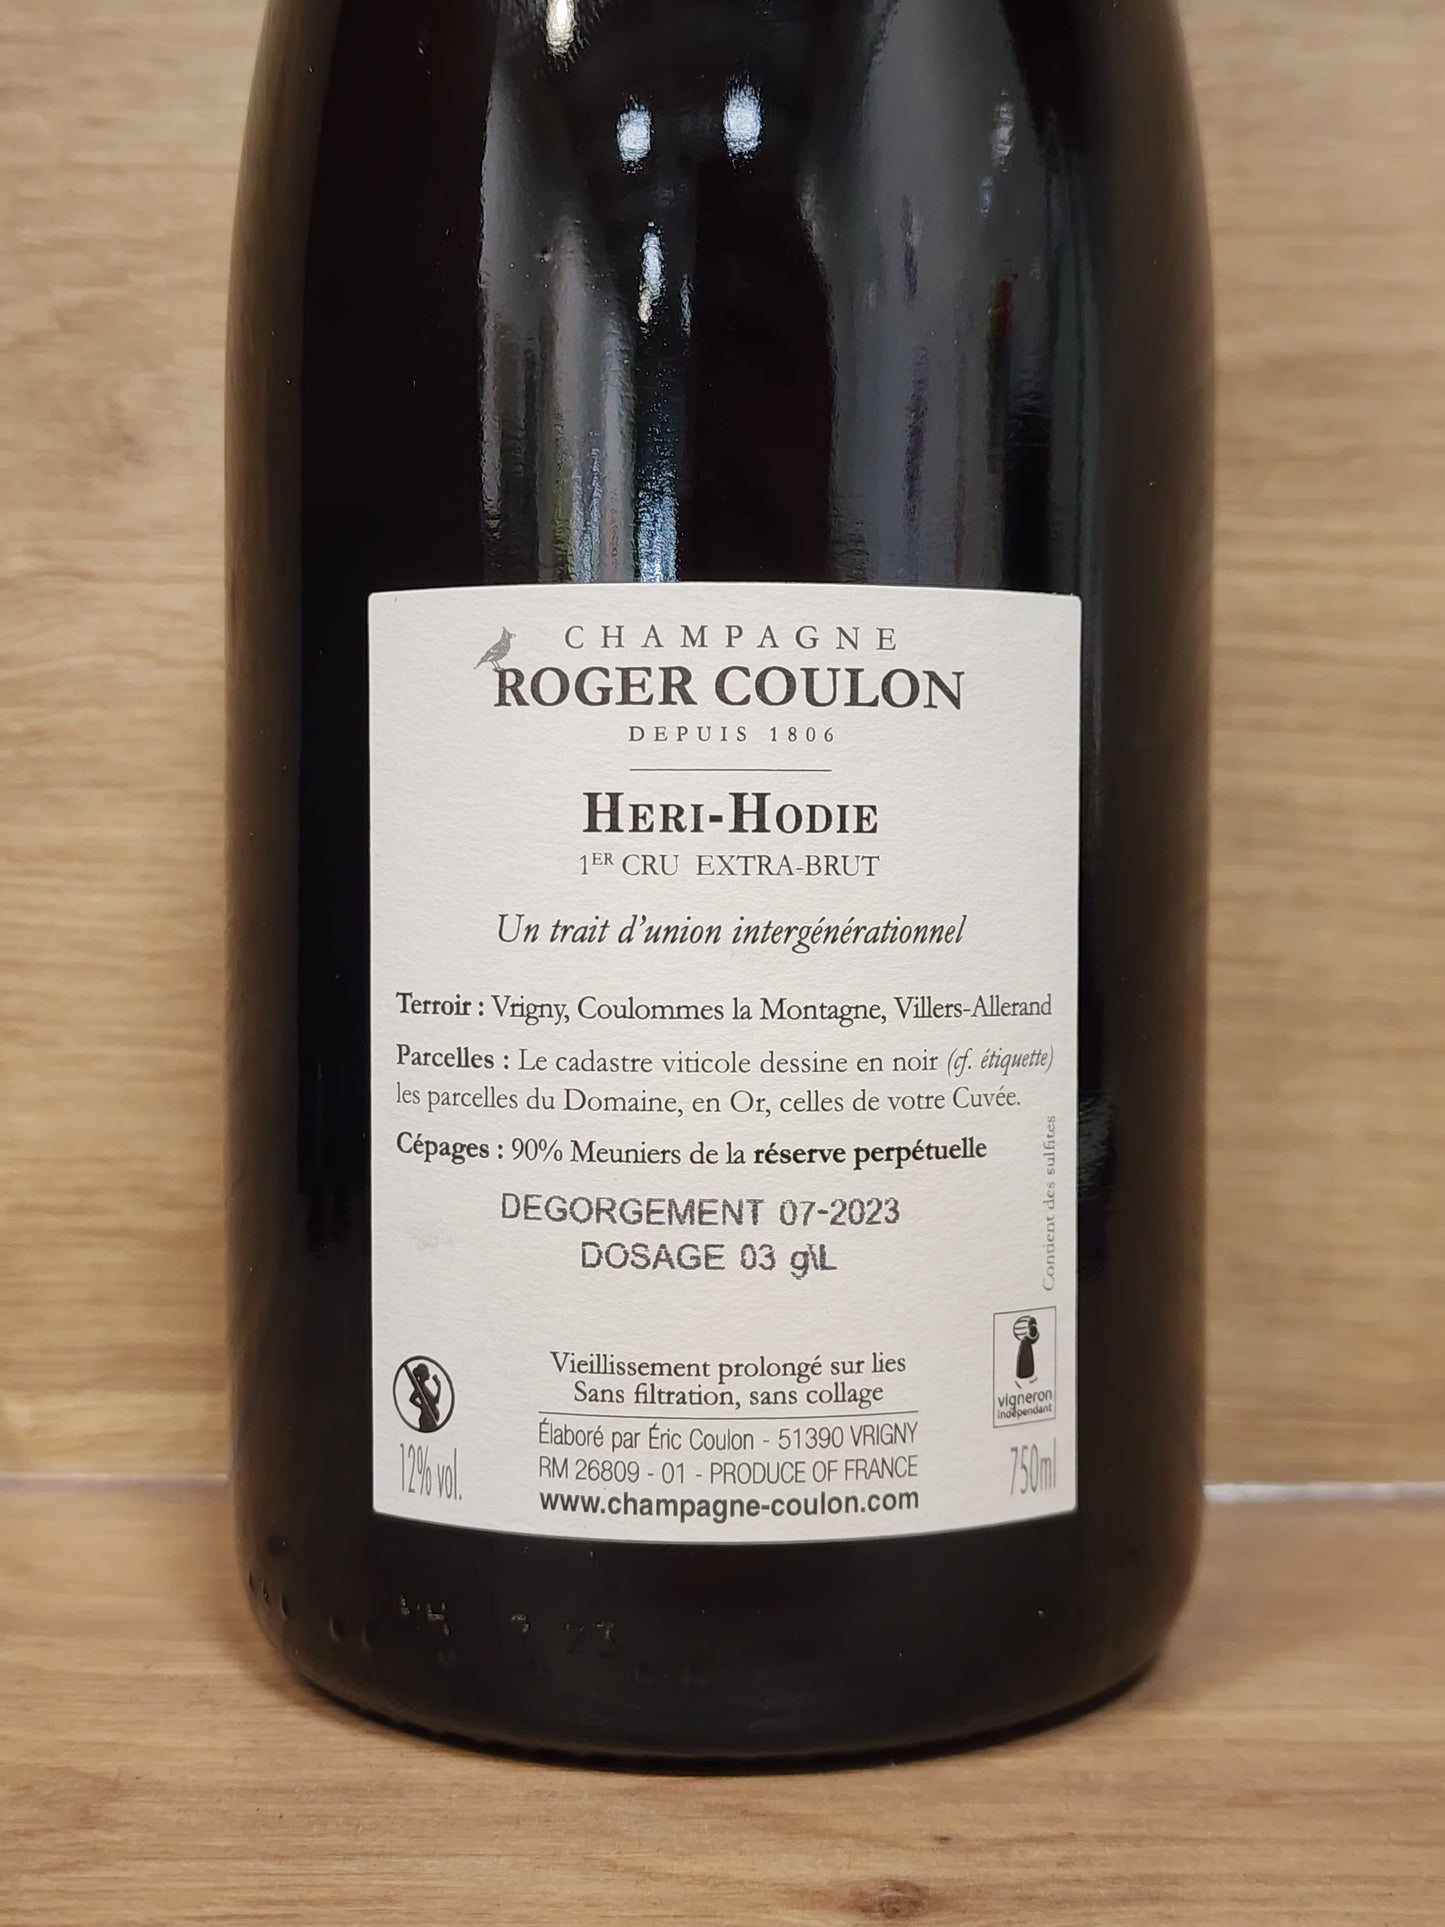 CHAMPAGNE
ROGER COULON
DEPUIS 1806
HERI-HODIE
1ER CRU EXTRA-BRUT
Un trait d'union intergénérationnel
Terroir : Vrigny, Coulommes la Montagne, Villers-Allerand
Parcelles : Le cadastre viticole dessine en noir (cf. étiquette)
les parcelles du Domaine, en Or, celles de votre Cuvée.
Cépages : 90% Meuniers de la réserve perpétuelle
DEGORGEMENT 07-2023
DOSAGE 03 g\L
Contient des sulfites
Vieillissement prolongé sur lies
Sans filtration, sans collage
vigneron
indépendant
Élaboré par Éric Coulon - 51390 VRIGNY
RM 26809 - 01 - PRODUCE OF FRANCE
www.champagne-coulon.com
12% vol.
750ml